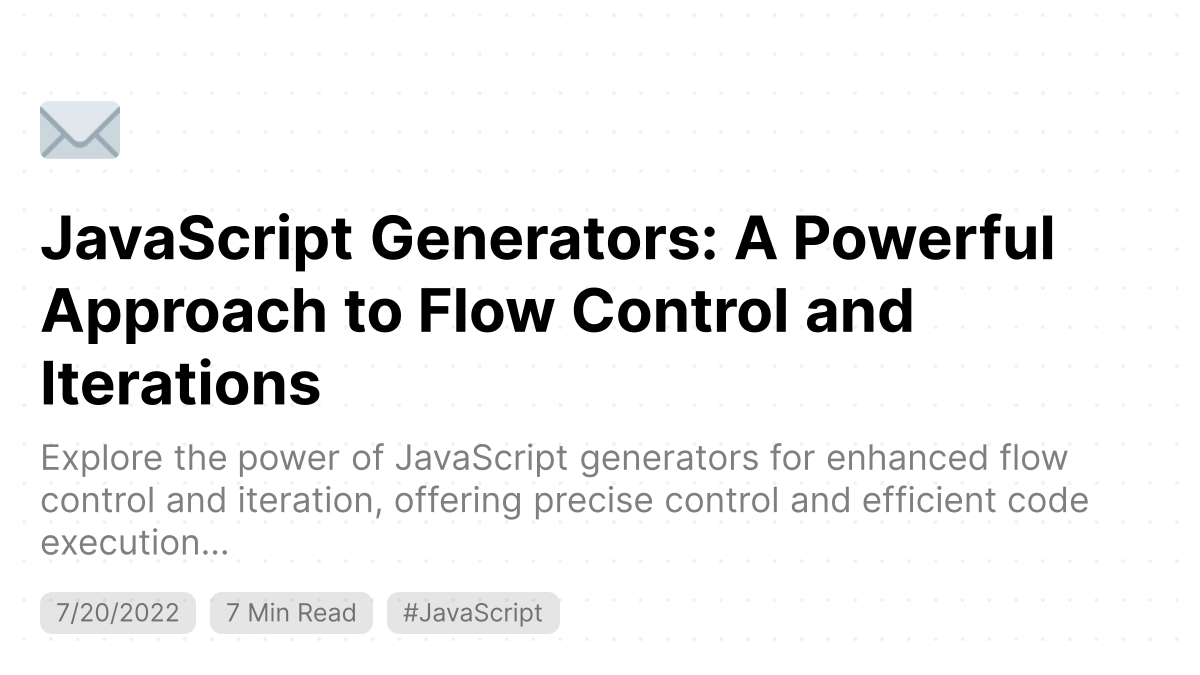 JavaScript Generators: A Powerful
Approach to Flow Control and
Iterations
Explore the power of JavaScript generators for enhanced flow
control and iteration, offering precise control and efficient code
execution...
7/20/2022 7 Min Read #JavaScript